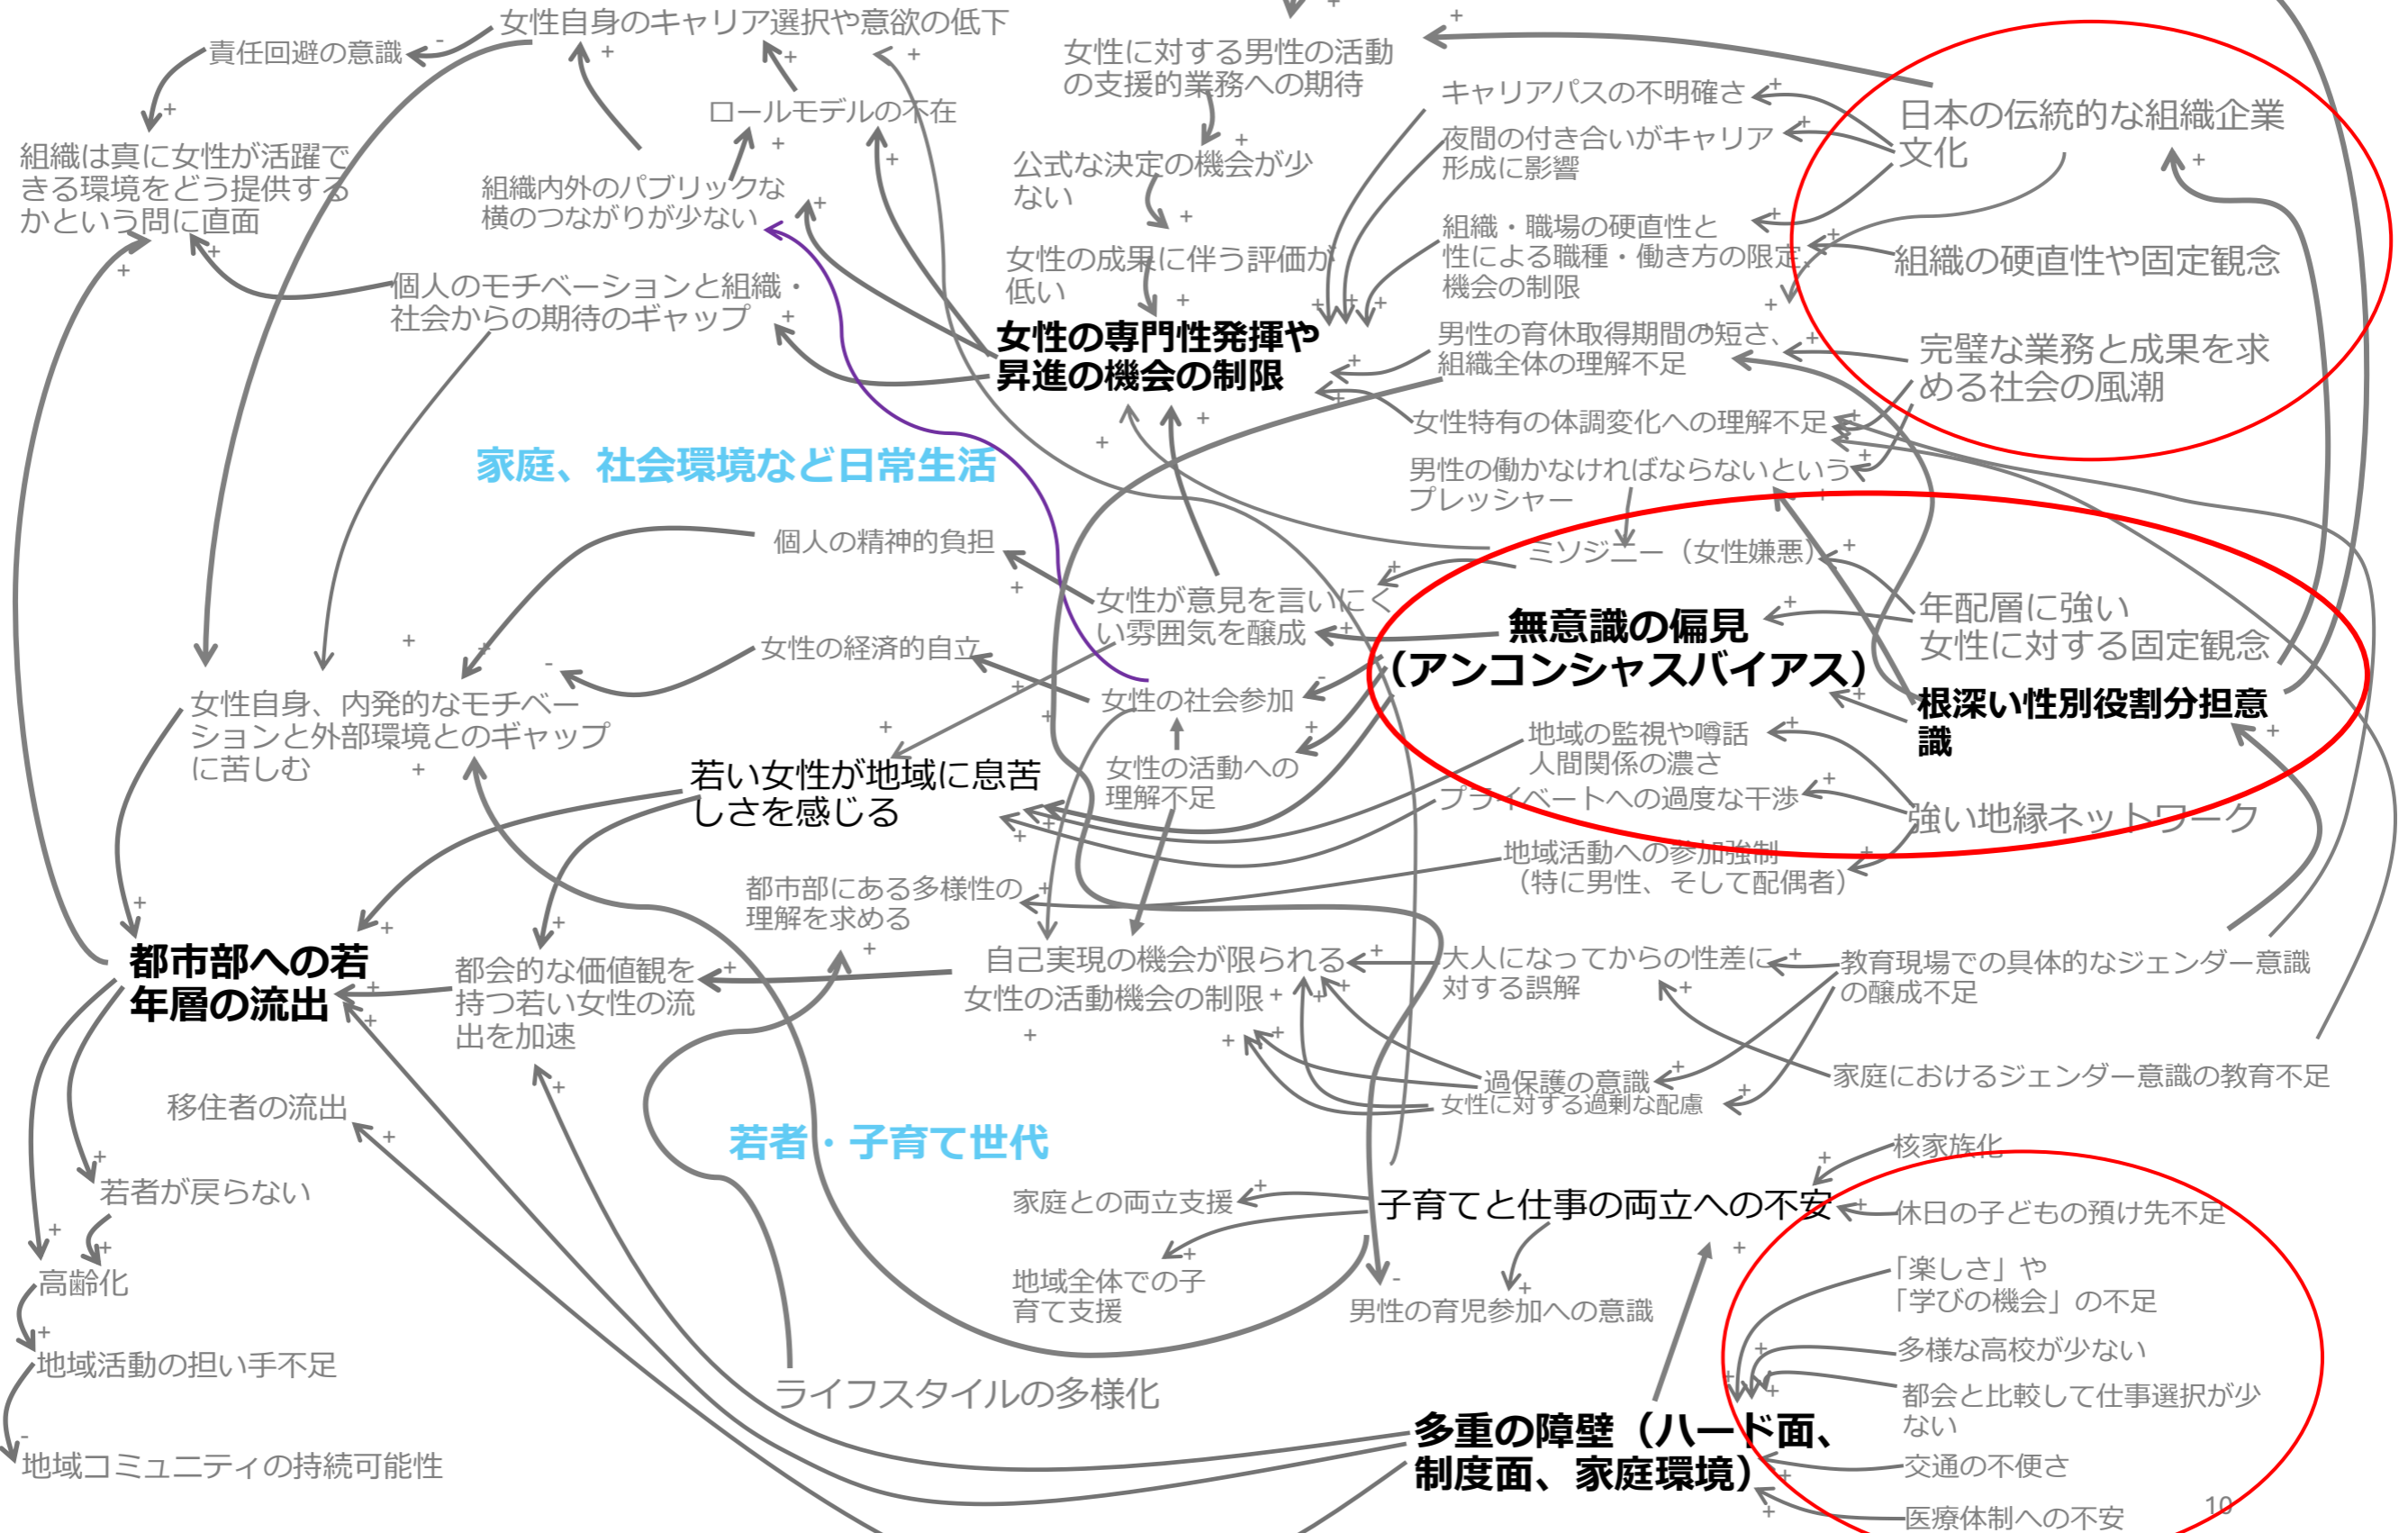 女性自身のキャリア選択や意欲の低下
責任回避の意識
女性に対する男性の活動
の支援的業務への期待
キャリアパスの不明確さ
日本の伝統的な組織企業
文化
ロールモデルの不在
夜間の付き合いがキャリア
形成に影響
組織は真に女性が活躍で
きる環境をどう提供する
かという問に直面
組織内外のパブリックな
横のつながりが少ない
公式な決定の機会が少
ない
組織・職場の硬直性と
性による職種・働き方の限定、
機会の制限
組織の硬直性や固定観念
女性の成果に伴う評価が
低い
個人のモチベーションと組織・
社会からの期待のギャップ
女性の専門性発揮や
昇進の機会の制限
男性の育休取得期間の短さ、
組織全体の理解不足
完璧な業務と成果を求
める社会の風潮
女性特有の体調変化への理解不足
家庭、社会環境など日常生活
男性の働かなければならないという
プレッシャー
個人の精神的負担
ミソジニー（女性嫌悪）
女性が意見を言いにく
い雰囲気を醸成
無意識の偏見
（アンコンシャスバイアス）
年配層に強い
女性に対する固定観念
女性の経済的自立
女性の社会参加
根深い性別役割分担意
識
女性自身、内発的なモチベー
ションと外部環境とのギャップ
に苦しむ
地域の監視や噂話
人間関係の濃さ
若い女性が地域に息苦
しさを感じる
女性の活動への
理解不足
プライベートへの過度な干渉
強い地縁ネットワーク
地域活動への参加強制
（特に男性、そして配偶者）
都市部にある多様性の
理解を求める
都市部への若
年層の流出
都会的な価値観を
持つ若い女性の流
出を加速
自己実現の機会が限られる
女性の活動機会の制限
大人になってからの性差に
対する誤解
教育現場での具体的なジェンダー意識
の醸成不足
過保護の意識
女性に対する過剰な配慮
家庭におけるジェンダー意識の教育不足
移住者の流出
若者・子育て世代
核家族化
若者が戻らない
家庭との両立支援
子育てと仕事の両立への不安
休日の子どもの預け先不足
高齢化
地域全体での子
育て支援
男性の育児参加への意識
「楽しさ」や
「学びの機会」の不足
地域活動の担い手不足
多様な高校が少ない
ライフスタイルの多様化
都会と比較して仕事選択が少
ない
多重の障壁（ハード面、
制度面、家庭環境）
地域コミュニティの持続可能性
交通の不便さ
医療体制への不安
10